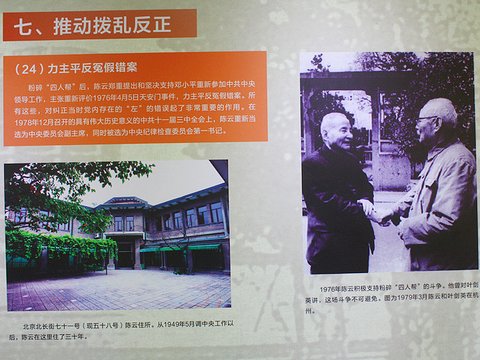 七、推动拨乱反正
（24）力主平反冤假错案
粉碎“四人帮”后，陈云郑重提出和坚决支持邓小平重新参加中共中央
领导工作，主张重新评价1976年4月5日天安门事件，力主平反冤假错案。所
有这些，对纠正当时党内存在的“左”的错误起了非常重要的作用。在
1978年12月召开的具有伟大历史意义的中共十一届三中全会上，陈云重新当
选为中央委员会副主席，同时被选为中央纪律检查委员会第一书记。
北京北长街七十一号（现五十八号）陈云住所。从1949年5月调中央工作以
后，陈云在这里住了三十年。
1976年陈云积极支持粉碎“四人帮”的斗争。他曾对叶剑
英讲，这场斗争不可避免。图为1979年3月陈云和叶剑英在杭
州。